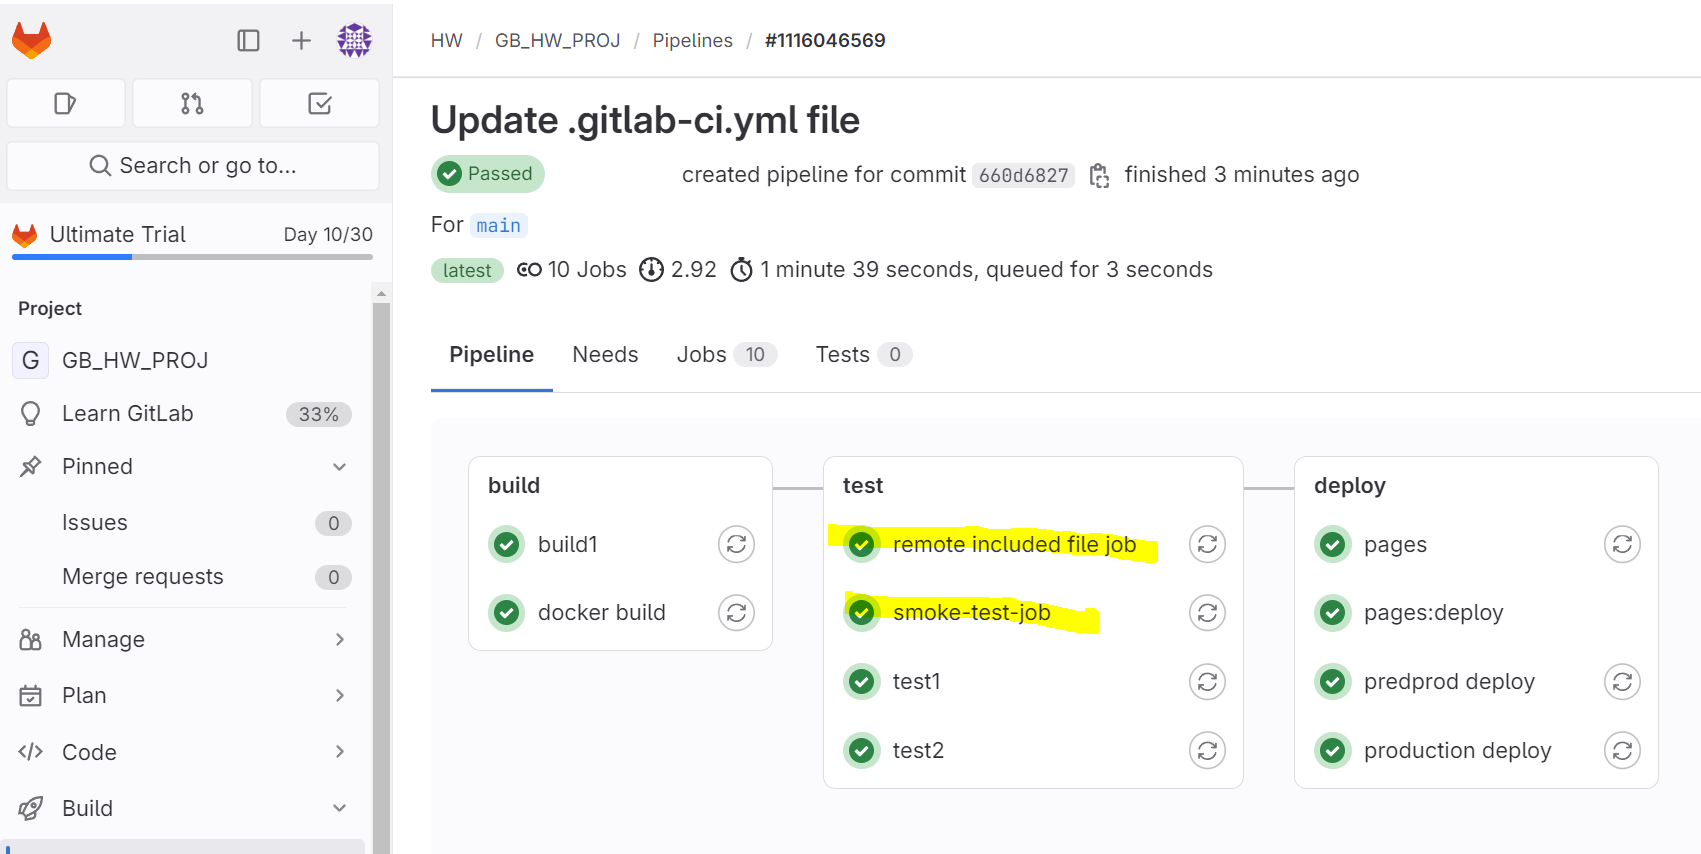 HW / GB_HW_PROJ / Pipelines / #1116046569
Search or go to...
Ultimate Trial Day 10/30
Project
G GB_HW_PROJ
Learn GitLab 33%
Pinned
Issues 0
Merge requests 0
Manage
Plan
Code
Build
Update .gitlab-ci.yml file
Passed created pipeline for commit 660d6827 finished 3 minutes ago
For main
latest 10 Jobs 2.92 1 minute 39 seconds, queued for 3 seconds
Pipeline Needs Jobs 10 Tests 0
build
build1
docker build
test
remote included file job
smoke-test-job
test1
test2
deploy
pages
pages:deploy
predprod deploy
production deploy